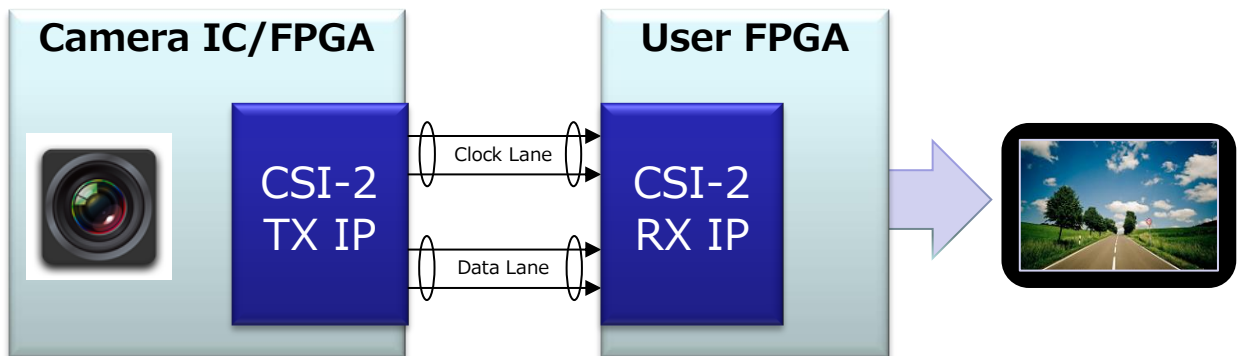 Camera IC/FPGA
User FPGA
CSI-2
TX IP
Clock Lane
Data Lane
CSI-2
RX IP